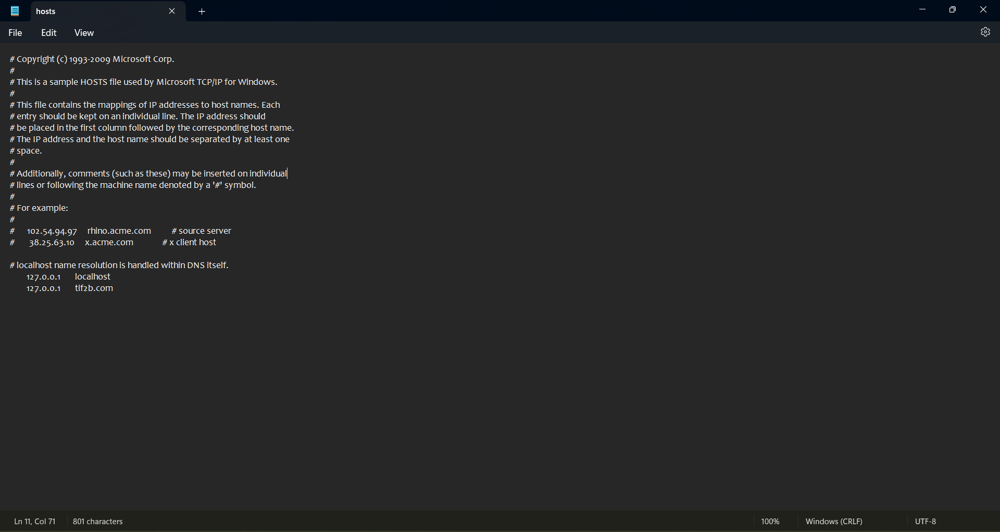 hosts
File Edit View
# Copyright (c) 1993-2009 Microsoft Corp.
#
# This is a sample HOSTS file used by Microsoft TCP/IP for Windows.
#
# This file contains the mappings of IP addresses to host names. Each
# entry should be kept on an individual line. The IP address should
# be placed in the first column followed by the corresponding host name.
# The IP address and the host name should be separated by at least one
# space.
#
# Additionally, comments (such as these) may be inserted on individual
# lines or following the machine name denoted by a '#' symbol.
#
# For example:
#
# 102.54.94.97 rhino.acme.com # source server
# 38.25.63.10 x.acme.com # x client host
# localhost name resolution is handled within DNS itself.
127.0.0.1 localhost
127.0.0.1 tif2b.com
Ln 11, Col 71 801 characters 100% Windows (CRLF) UTF-8